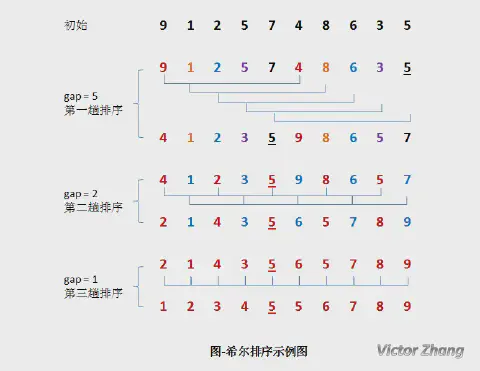 初始 9 1 2 5 7 4 8 6 3 5
9 1 2 5 7 4 8 6 3 5
gap = 5
第一趟排序
4 1 2 3 5 9 8 6 5 7
4 1 2 3 5 9 8 6 5 7
gap = 2
第二趟排序
2 1 4 3 5 6 5 7 8 9
2 1 4 3 5 6 5 7 8 9
gap = 1
第三趟排序
1 2 3 4 5 5 6 7 8 9
图-希尔排序示例图
Victor Zhang